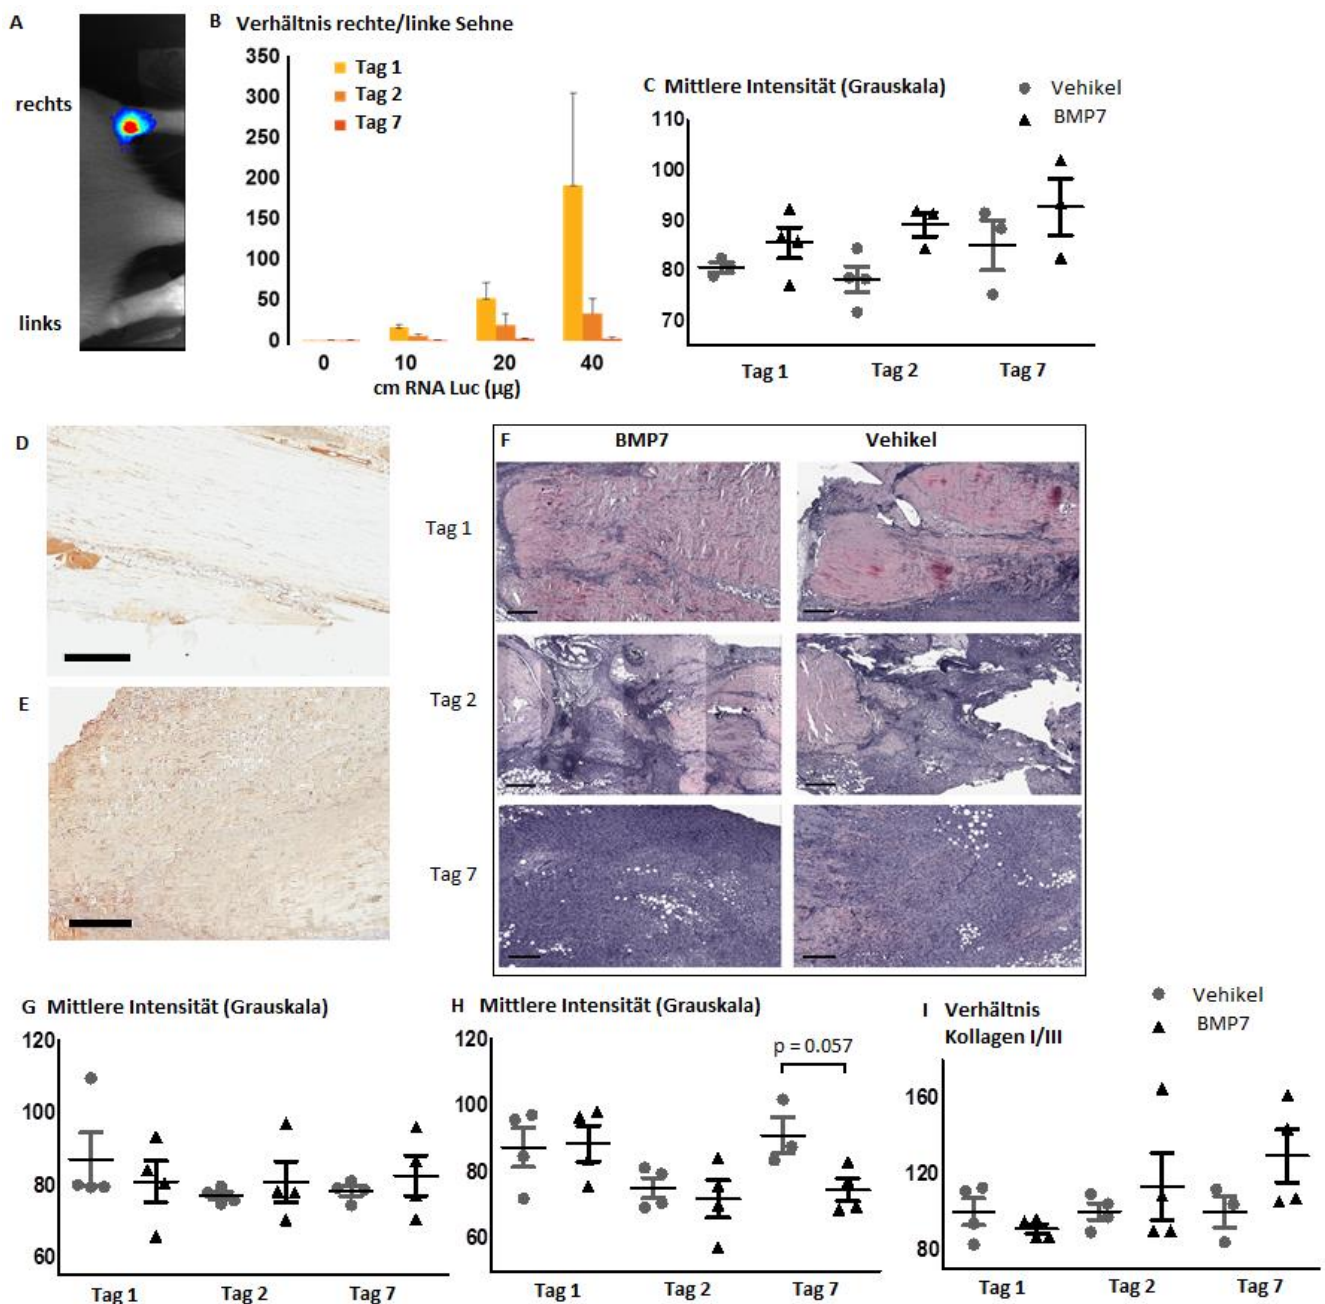 A
rechts
links
B Verhältnis rechte/linke Sehne
350
300
250
200
150
100
50
0
Tag 1
Tag 2
Tag 7
0 10 20 40
cm RNA Luc (µg)
C Mittlere Intensität (Grauskala)
Vehikel
BMP7
110
100
90
80
70
Tag 1 Tag 2 Tag 7
D
E
F BMP7 Vehikel
Tag 1
Tag 2
Tag 7
G Mittlere Intensität (Grauskala)
120
100
80
60
Tag 1 Tag 2 Tag 7
H Mittlere Intensität (Grauskala)
120
100
80
60
p = 0.057
Tag 1 Tag 2 Tag 7
I Verhältnis
Kollagen I/III
Vehikel
BMP7
160
120
80
Tag 1 Tag 2 Tag 7